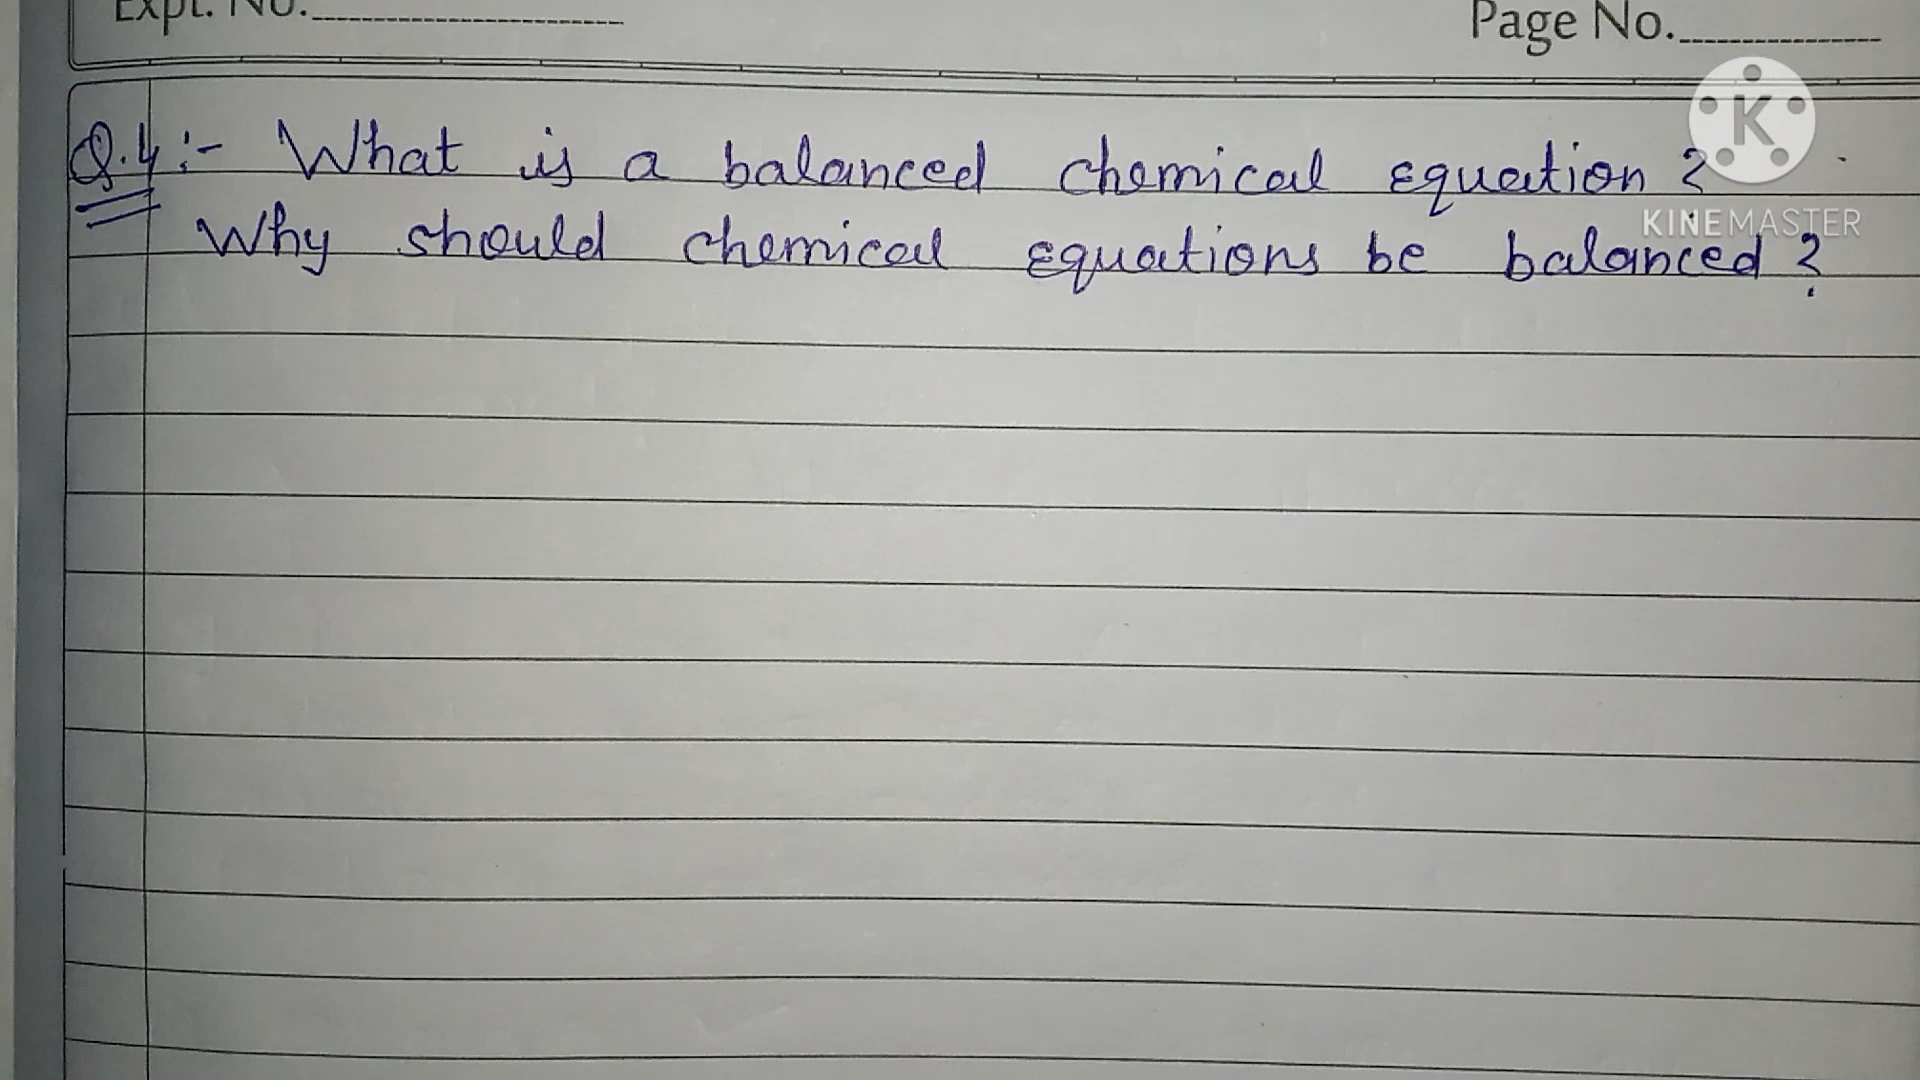 Expt. No.
Page No.
K
KINEMASTER
Q.4:- What is a balanced chemical equation ?
Why should chemical equations be balanced ?